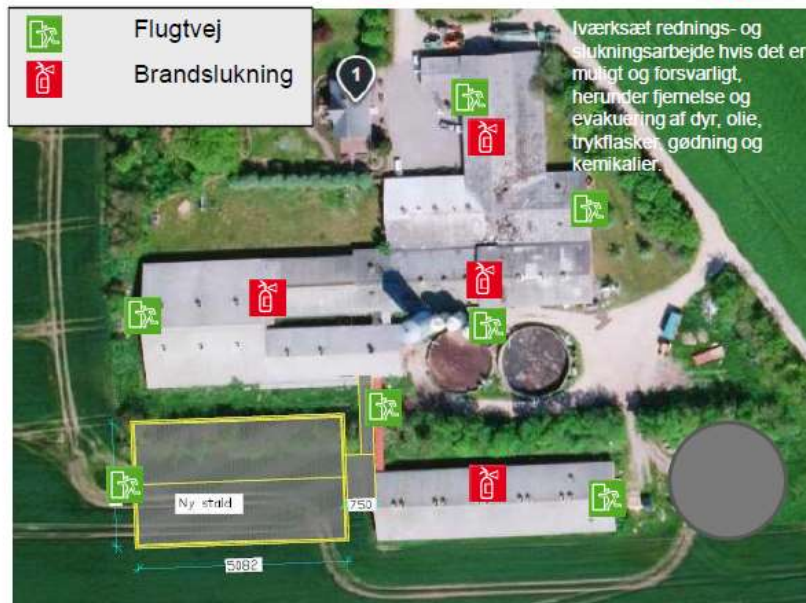 Flugtvej
Brandslukning
1
Iværksæt rednings- og
slukningsarbejde hvis det er
muligt og forsvarligt,
herunder fjernelse og
evakuering af dyr, olie,
trykflasker, gødning og
kemikalier.
Ny stald
750
5082